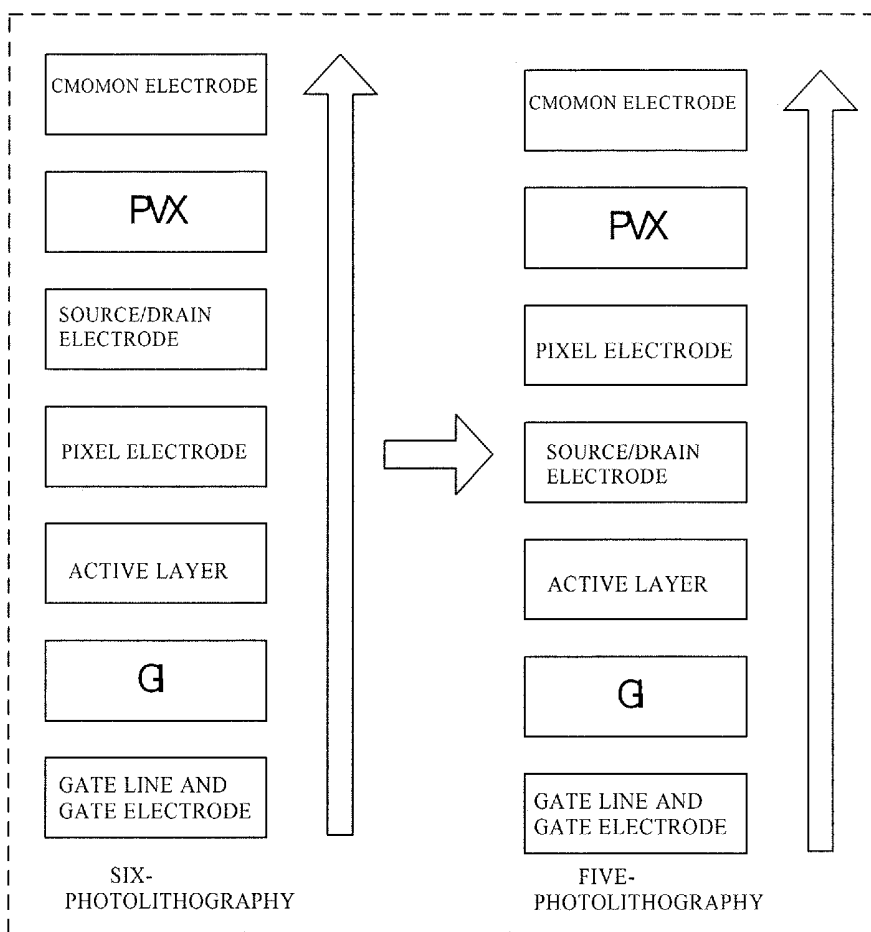 CMOMON ELECTRODE
PVX
SOURCE/DRAIN
ELECTRODE
PIXEL ELECTRODE
ACTIVE LAYER
GI
GATE LINE AND
GATE ELECTRODE
SIX-
PHOTOLITHOGRAPHY
CMOMON ELECTRODE
PVX
PIXEL ELECTRODE
SOURCE/DRAIN
ELECTRODE
ACTIVE LAYER
GI
GATE LINE AND
GATE ELECTRODE
FIVE-
PHOTOLITHOGRAPHY